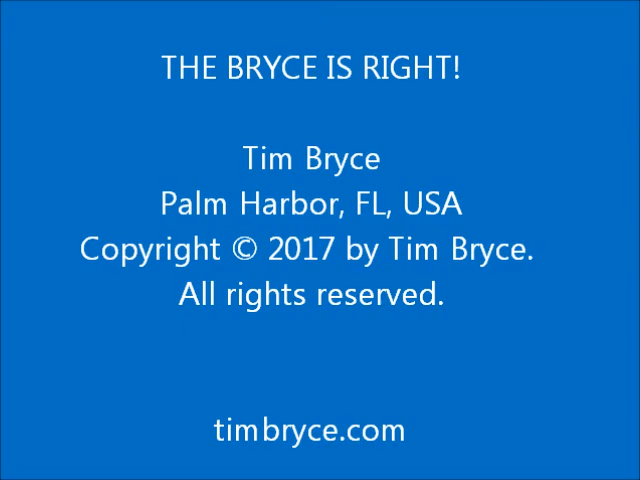 THE BRYCE IS RIGHT!
Tim Bryce
Palm Harbor, FL, USA
Copyright © 2017 by Tim Bryce.
All rights reserved.
timbryce.com